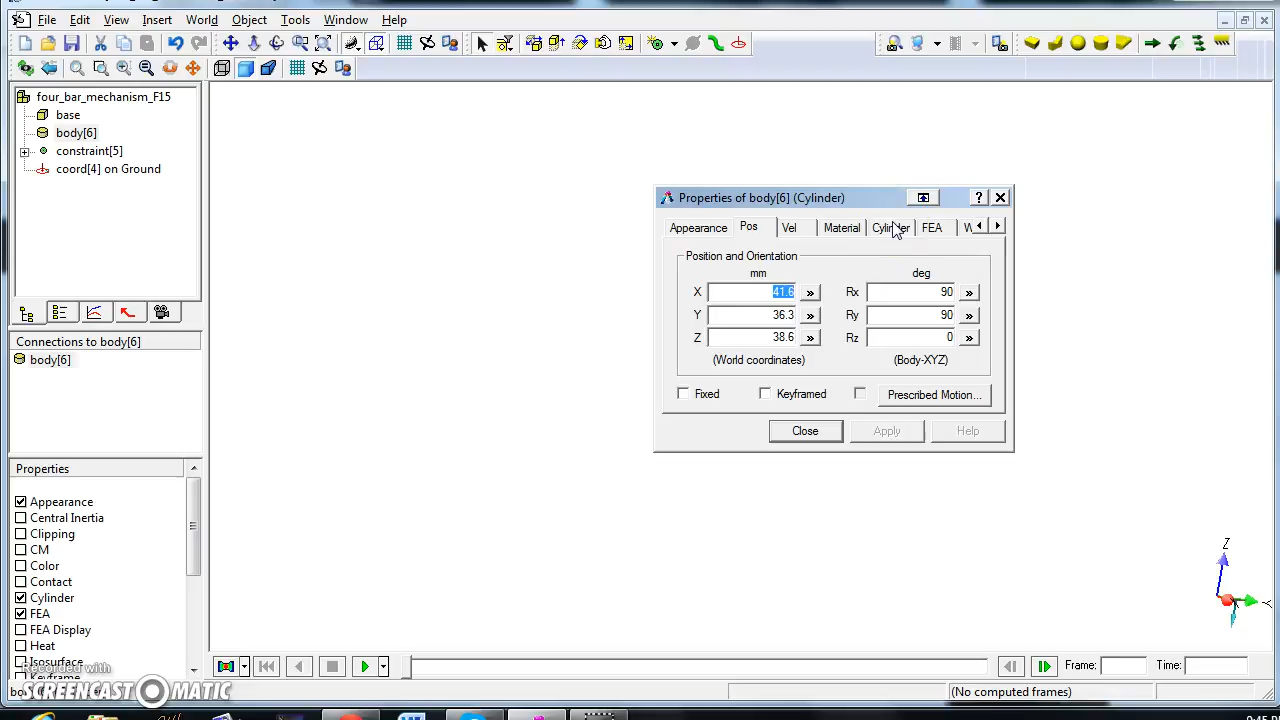 File Edit View Insert World Object Tools Window Help
four_bar_mechanism_F15
base
body[6]
constraint[5]
coord[4] on Ground
Connections to body[6]
body[6]
Properties
Appearance
Central Inertia
Clipping
CM
Color
Contact
Cylinder
FEA
FEA Display
Heat
Isosurface
Keyframe
Recorded with
SCREENCAST MATIC
Properties of body[6] (Cylinder)
?
Appearance Pos Vel Material Cylinder FEA
Position and Orientation
mm deg
X 41.6 » Rx 90 »
Y 36.3 » Ry 90 »
Z 38.6 » Rz 0 »
(World coordinates) (Body-XYZ)
Fixed Keyframed Prescribed Motion...
Close Apply Help
Z
Y
Frame: Time:
(No computed frames)